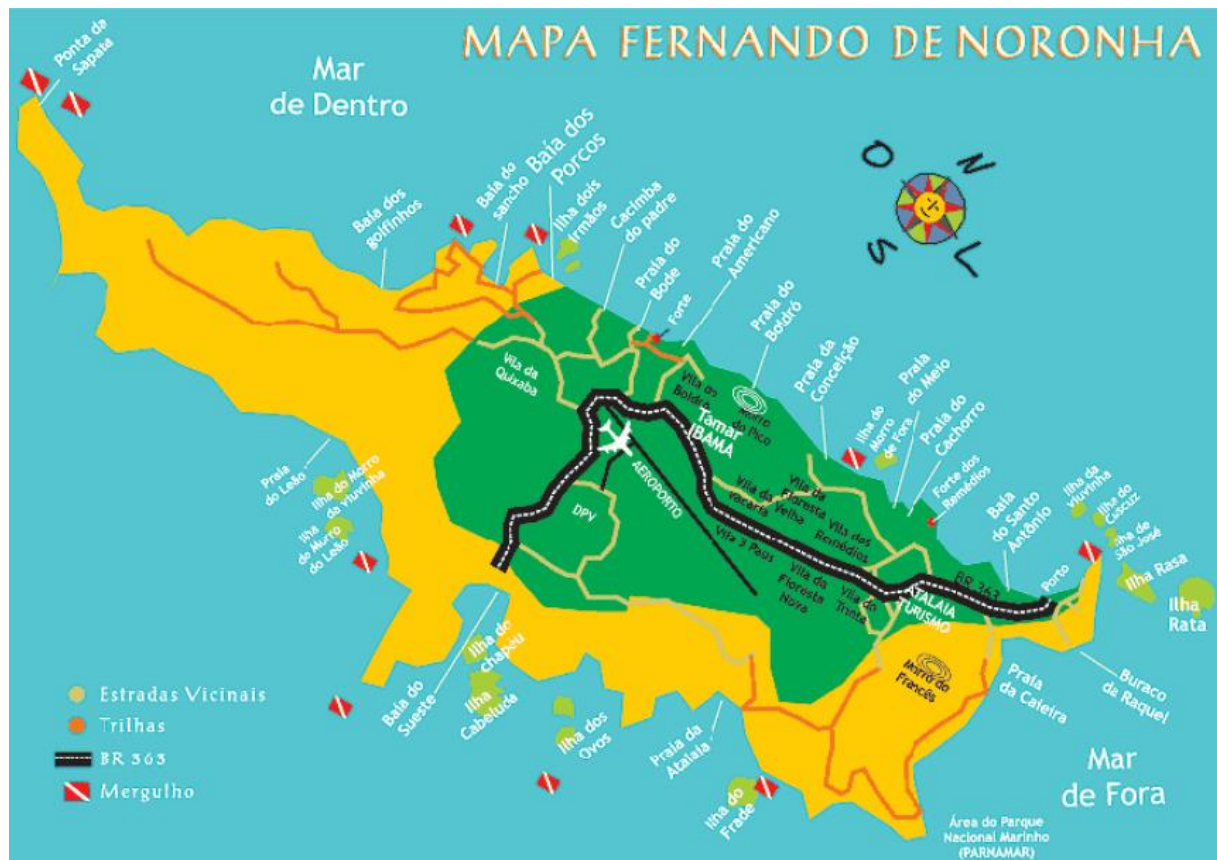 MAPA FERNANDO DE NORONHA
Ponta da
Sapata
Mar
de Dentro
Baía dos
golfinhos
Baía do
sancho
Baía dos
Porcos
Ilha dois
Irmãos
Cacimba
do padre
Praia do
Bode
Forte
Praia do
Americano
Praia do
Boldró
Praia da
Conceição
Ilha do
Morro
de Fora
Praia
do Meio
Praia do
Cachorro
Forte dos
Remédios
Baía
do Santo
Antônio
Ilha da
Viuvinha
Ilha do
Cuscuz
Ilha de
São José
Ilha Rasa
Ilha
Rata
Porto
N
O
S
L
Vila da
Quixaba
Vila do
Boldró
Morro
do Pico
Tamar
IBAMA
AEROPORTO
DPV
Vila da
Vacaria
Velha
Vila da
Floresta
Vila dos
Remédios
Vila 3 Paus
Vila da
Floresta
Nova
Vila do
Trinta
ATALAIA
TURISMO
BR 363
Morro do
Francês
Praia
do Leão
Ilha do Morro
da viuvinha
Ilha
do Morro
do Leão
Baía do
Sueste
Ilha do
chapéu
Ilha
Cabeluda
Ilha dos
Ovos
Praia da
Atalaia
Ilha do
Frade
Praia
da Caieira
Buraco
da Raquel
Mar
de Fora
Área do Parque
Nacional Marinho
(PARNAMAR)
Estradas Vicinais
Trilhas
BR 363
Mergulho